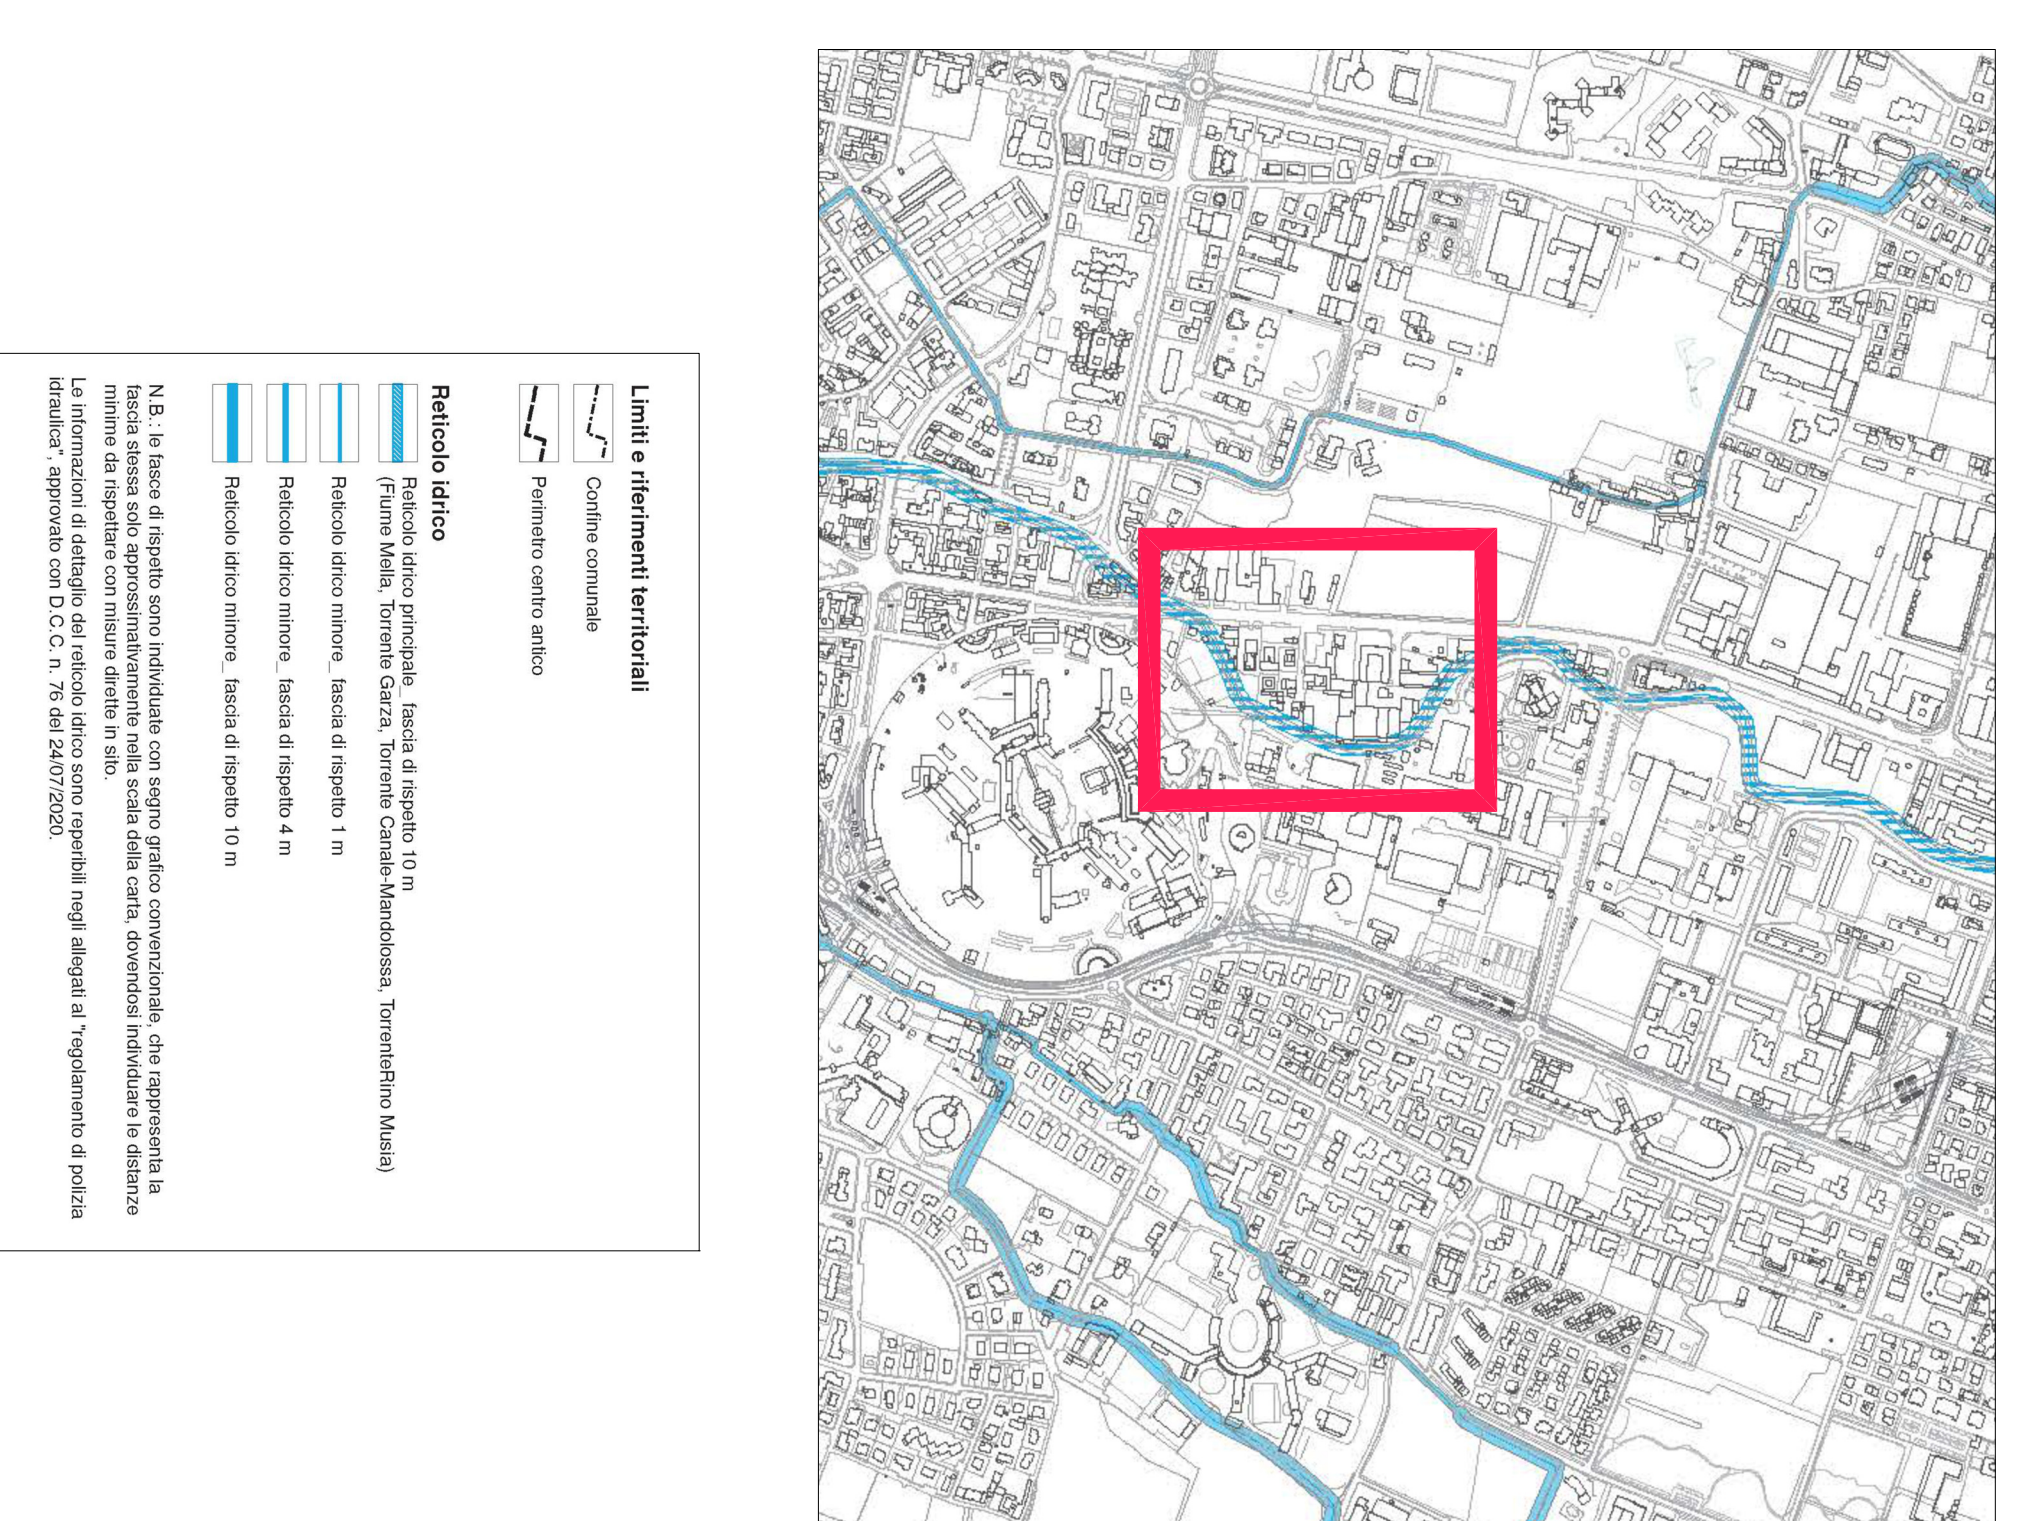 Limiti e riferimenti territoriali
Confine comunale
Perimetro centro antico
Reticolo idrico
Reticolo idrico principale_ fascia di rispetto 10 m
(Fiume Mella, Torrente Garza, Torrente Canale-Mandolossa, TorrenteRino Musia)
Reticolo idrico minore_ fascia di rispetto 1 m
Reticolo idrico minore_ fascia di rispetto 4 m
Reticolo idrico minore_ fascia di rispetto 10 m
N.B.: le fasce di rispetto sono individuate con segno grafico convenzionale, che rappresenta la
fascia stessa solo approssimativamente nella scala della carta, dovendosi individuare le distanze
minime da rispettare con misure dirette in sito.
Le informazioni di dettaglio del reticolo idrico sono reperibili negli allegati al "regolamento di polizia
idraulica", approvato con D.C.C. n. 76 del 24/07/2020.